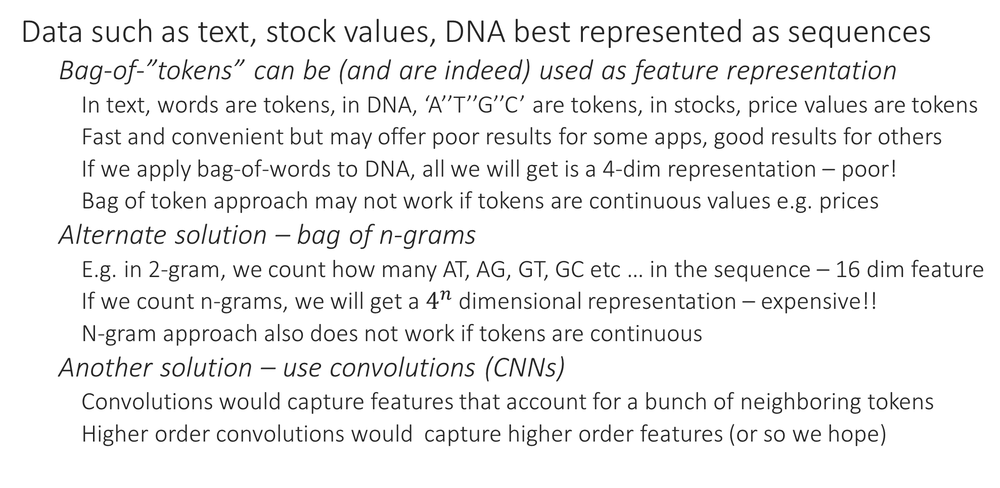 Data such as text, stock values, DNA best represented as sequences
Bag-of-”tokens” can be (and are indeed) used as feature representation
In text, words are tokens, in DNA, ‘A’’T’’G’’C’ are tokens, in stocks, price values are tokens
Fast and convenient but may offer poor results for some apps, good results for others
If we apply bag-of-words to DNA, all we will get is a 4-dim representation – poor!
Bag of token approach may not work if tokens are continuous values e.g. prices
Alternate solution – bag of n-grams
E.g. in 2-gram, we count how many AT, AG, GT, GC etc … in the sequence – 16 dim feature
If we count n-grams, we will get a 4ⁿ dimensional representation – expensive!!
N-gram approach also does not work if tokens are continuous
Another solution – use convolutions (CNNs)
Convolutions would capture features that account for a bunch of neighboring tokens
Higher order convolutions would  capture higher order features (or so we hope)